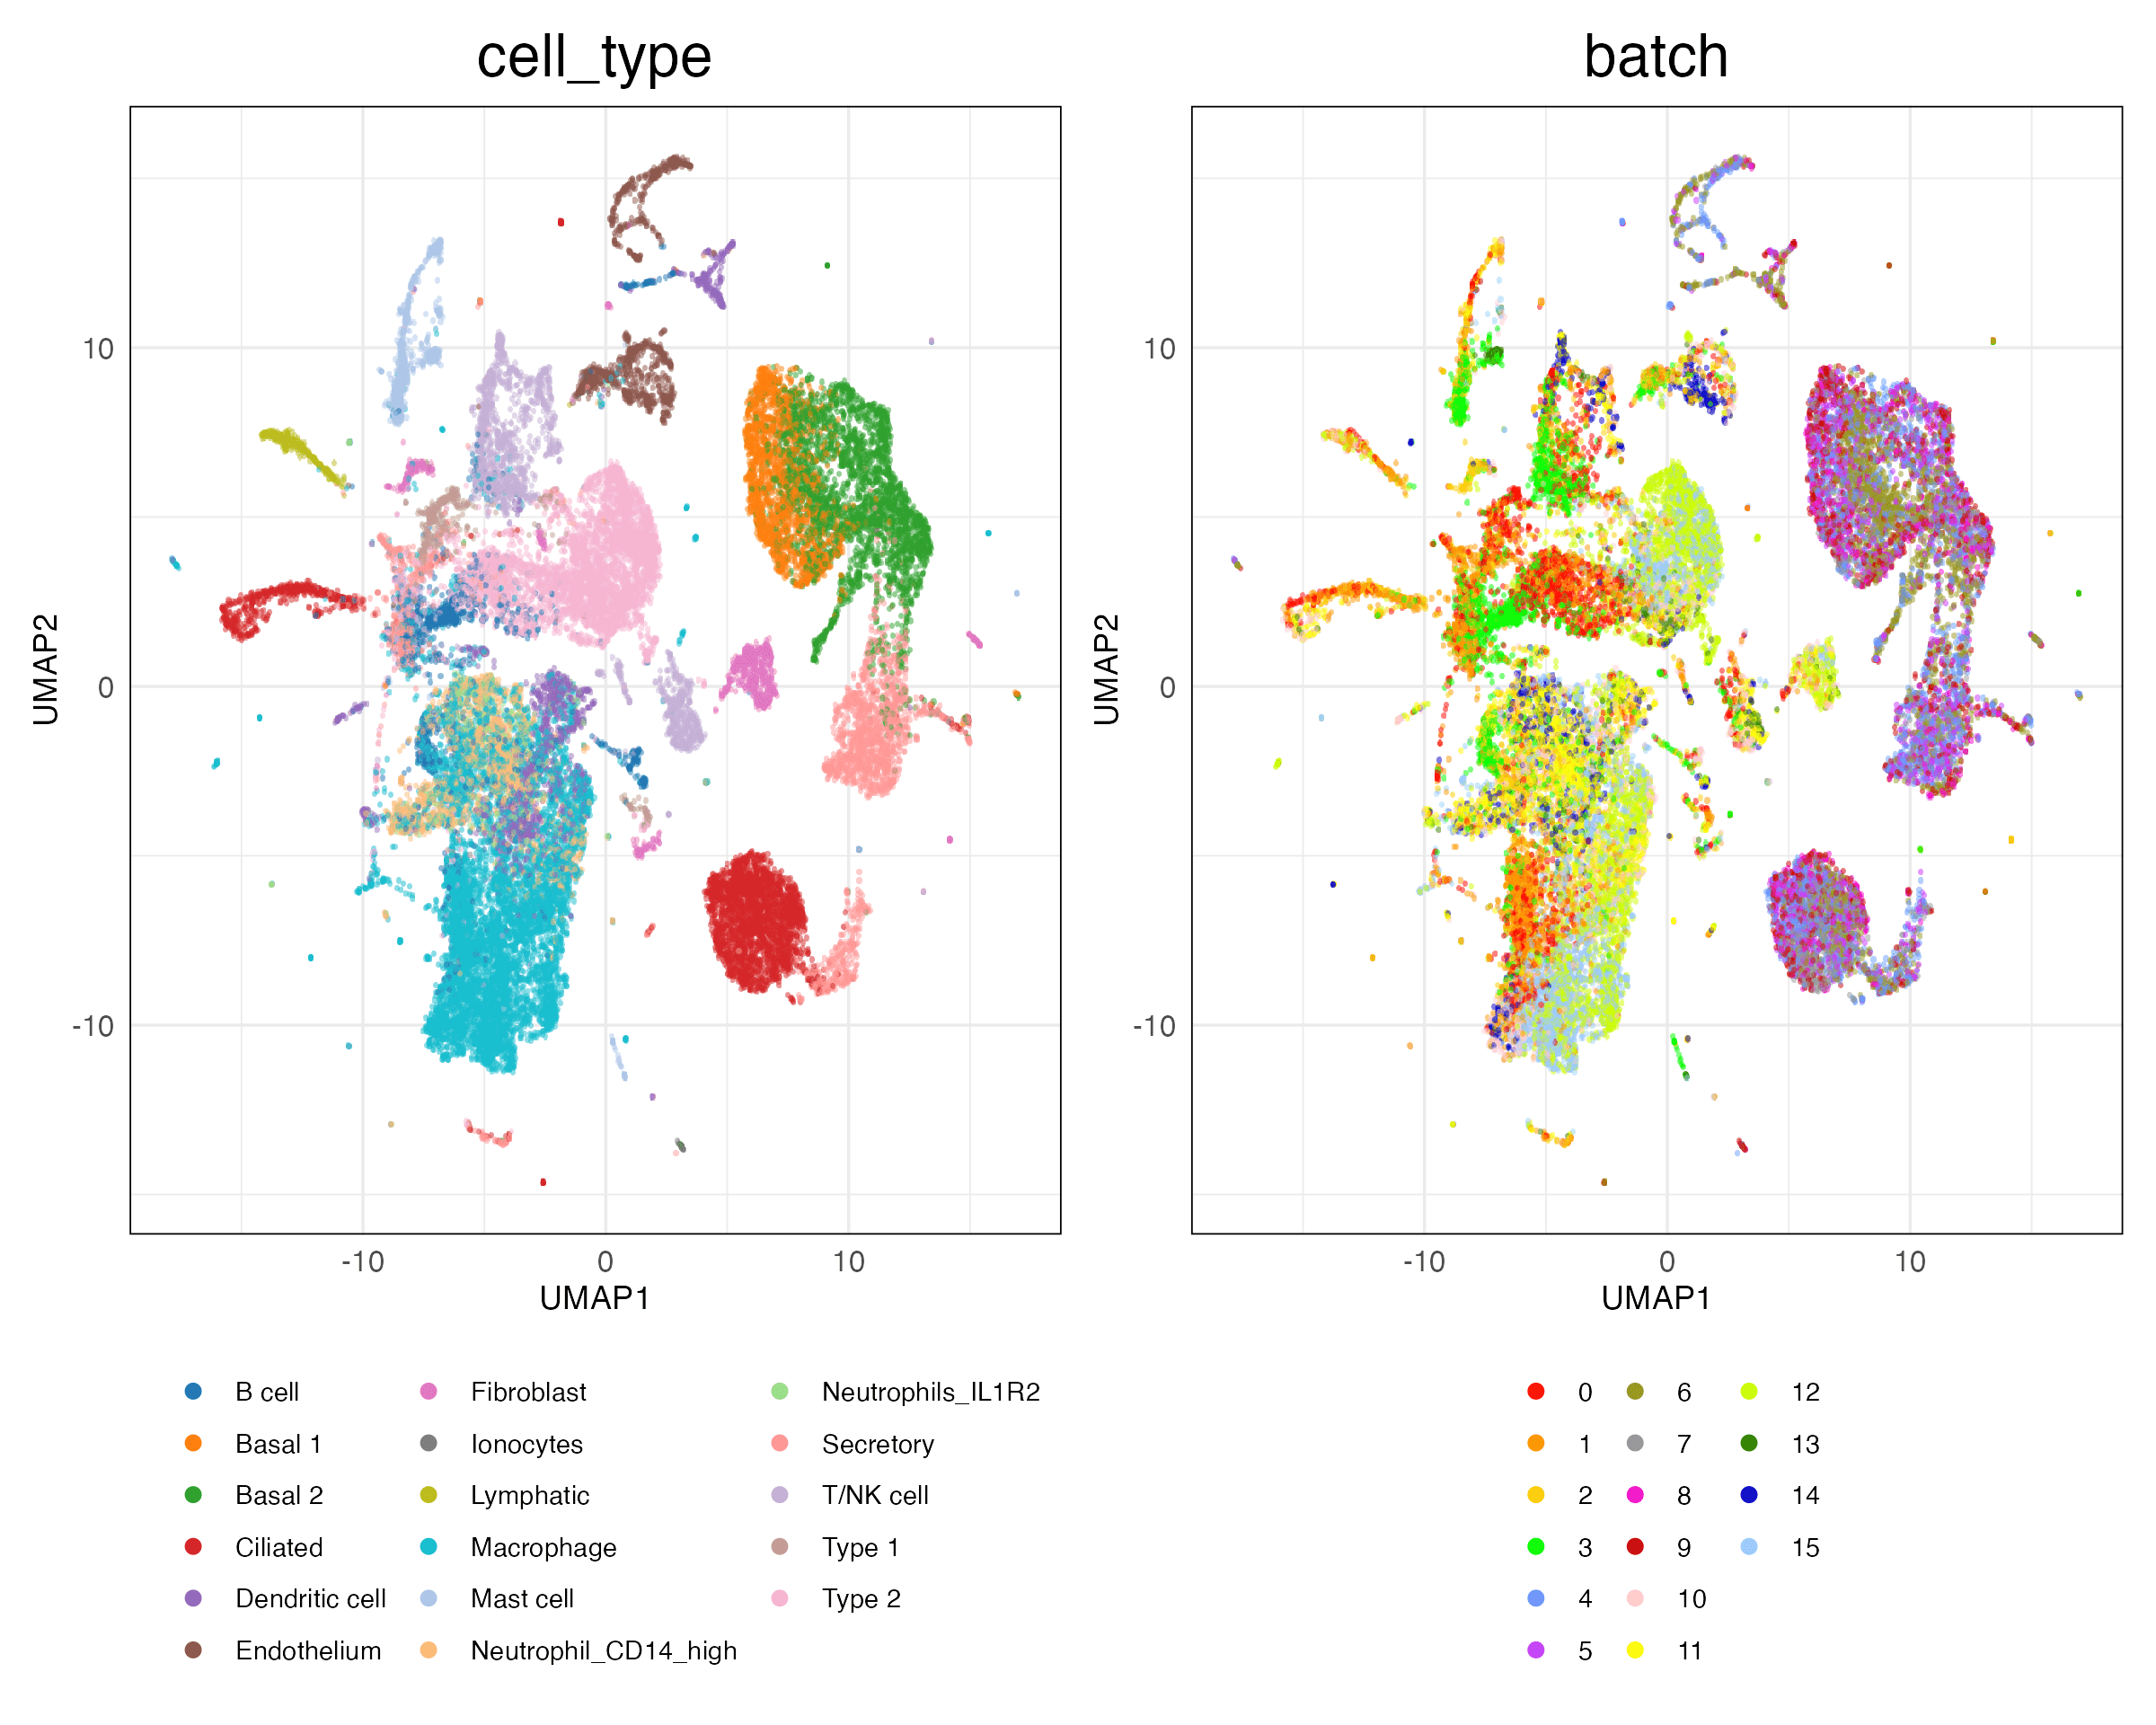 cell_type
batch
10
0
-10
UMAP2
-10
0
10
UMAP1
10
0
-10
UMAP2
-10
0
10
UMAP1
B cell
Basal 1
Basal 2
Ciliated
Dendritic cell
Endothelium
Fibroblast
Ionocytes
Lymphatic
Macrophage
Mast cell
Neutrophil_CD14_high
Neutrophils_IL1R2
Secretory
T/NK cell
Type 1
Type 2
0
1
2
3
4
5
6
7
8
9
10
11
12
13
14
15